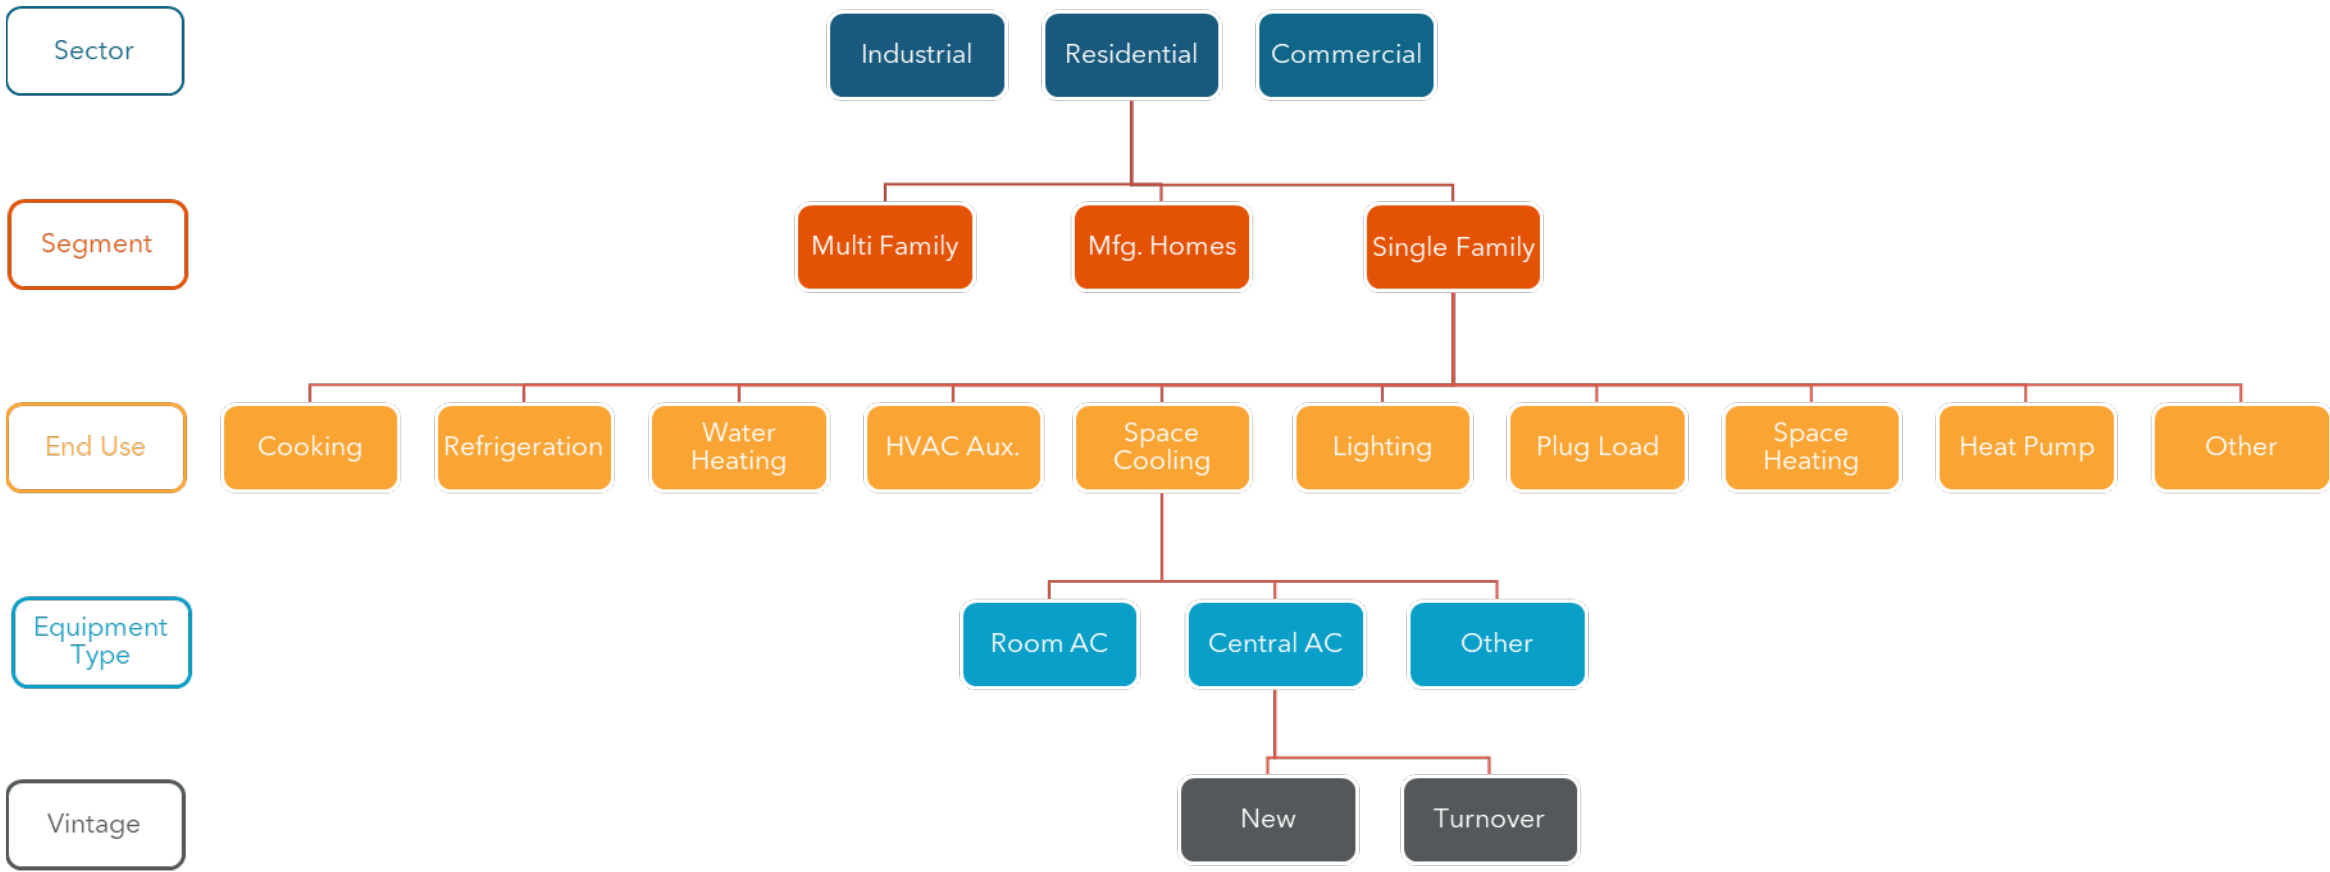 Sector
Industrial
Residential
Commercial
Segment
Multi Family
Mfg. Homes
Single Family
End Use
Cooking
Refrigeration
Water
Heating
HVAC Aux.
Space
Cooling
Lighting
Plug Load
Space
Heating
Heat Pump
Other
Equipment
Type
Room AC
Central AC
Other
Vintage
New
Turnover